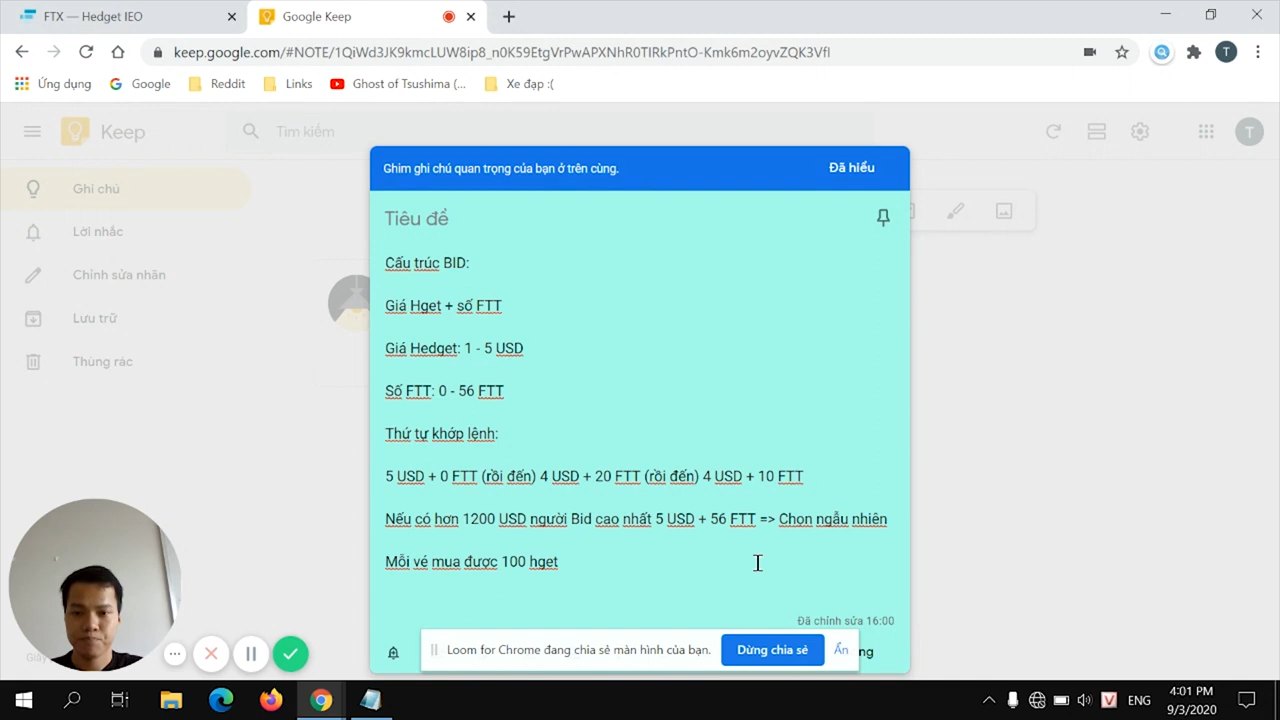 FTX — Hedget IEO
Google Keep
keep.google.com/#NOTE/1QiWd3JK9kmcLUW8ip8_n0K59EtgVrPwAPXNhR0TIRkPntO-Kmk6m2oyvZQK3Vfl
T
Ứng dụng
Google
Reddit
Links
Ghost of Tsushima (...
Xe đạp :(
Keep
Tìm kiếm
T
Ghi chú
Lời nhắc
Chỉnh sửa nhãn
Lưu trữ
Thùng rác
Ghim ghi chú quan trọng của bạn ở trên cùng.
Đã hiểu
Tiêu đề
Cấu trúc BID:
Giá Hget + số FTT
Giá Hedget: 1 - 5 USD
Số FTT: 0 - 56 FTT
Thứ tự khớp lệnh:
5 USD + 0 FTT (rồi đến) 4 USD + 20 FTT (rồi đến) 4 USD + 10 FTT
Nếu có hơn 1200 USD người Bid cao nhất 5 USD + 56 FTT => Chọn ngẫu nhiên
Mỗi vé mua được 100 hget
Đã chỉnh sửa 16:00
Loom for Chrome đang chia sẻ màn hình của bạn.
Dừng chia sẻ
Ẩn
ng
ENG
4:01 PM
9/3/2020